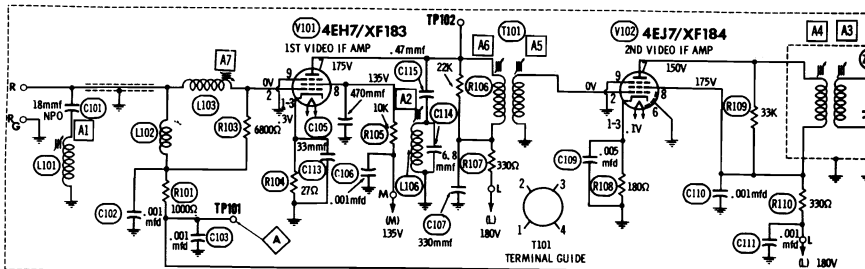 V101 4EH7/XF183
1ST VIDEO IF AMP
TP102
T101
V102 4EJ7/XF184
2ND VIDEO IF AMP
A4 A3
A7
175V
.47mmf
A6 A5
150V
135V
22K
175V
C115
R
L103
0V
9
2
8
470mmf
A2
R106
0V
9
2
8
R109
33K
18mmf
NPO
C101
1-3
.3V
10K
C114
1-3
.1V
6
RG
A1
L102
R103
6800Ω
C105
R105
R107
330Ω
C109
.005
mfd
L101
33mmf
C113
C106
6.8
mmf
R104
27Ω
L106
R108
180Ω
C110
.001mfd
R101
1000Ω
.001mfd
M
L
2 3
R110
330Ω
C102
.001
mfd
TP101
(M)
135V
C107
330mmf
(L)
180V
1 4
T101
TERMINAL GUIDE
.001
mfd
C103
A
C111
.001
mfd
L
(L) 180V